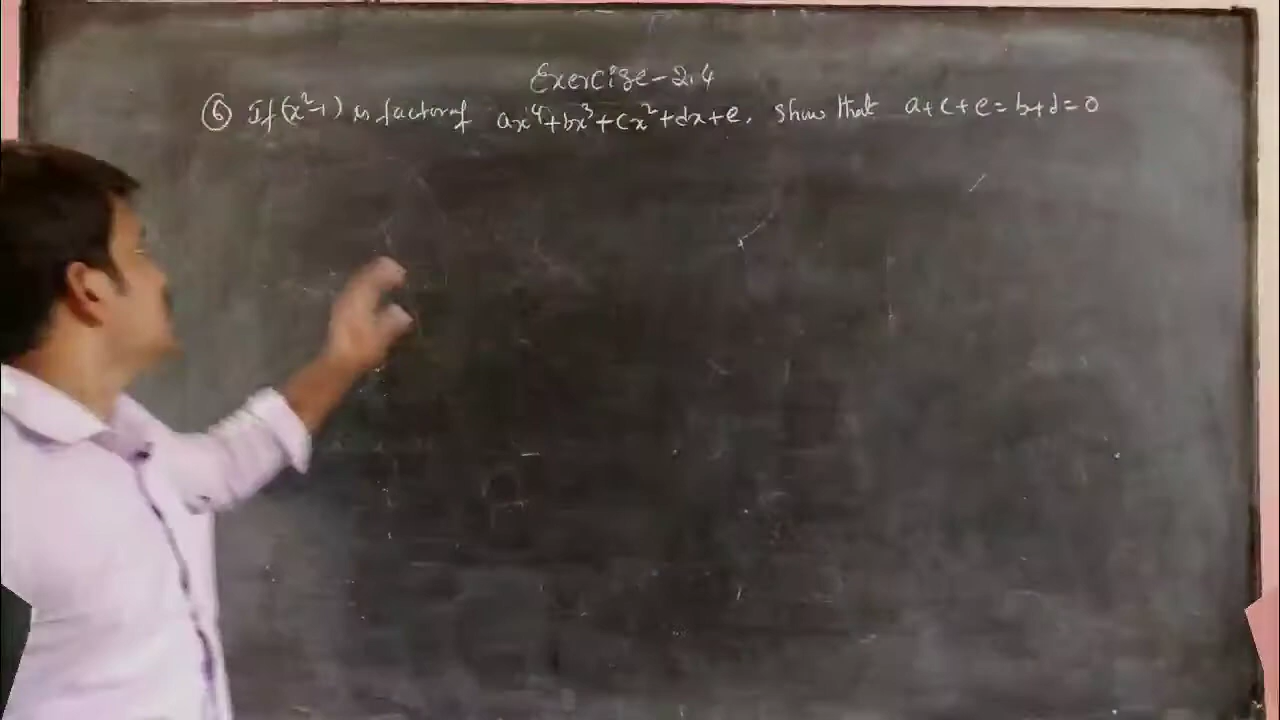 Exercise-2.4
⑥ If (x²-1) is factor of ax⁴+bx³+cx²+dx+e, show that a+c+e=b+d=0